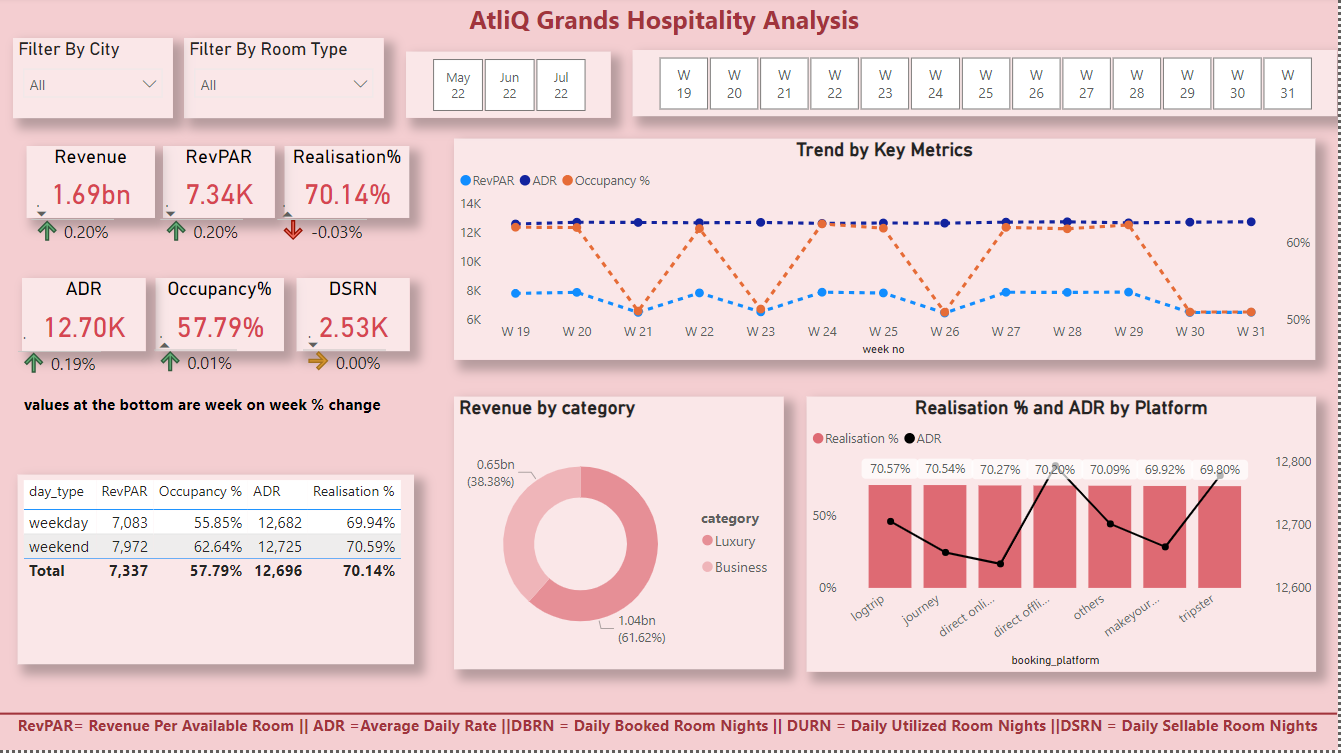 AtliQ Grands Hospitality Analysis
Filter By City
All
Filter By Room Type
All
May 22
Jun 22
Jul 22
W 19
W 20
W 21
W 22
W 23
W 24
W 25
W 26
W 27
W 28
W 29
W 30
W 31
Revenue
1.69bn
0.20%
RevPAR
7.34K
0.20%
Realisation%
70.14%
-0.03%
ADR
12.70K
0.19%
Occupancy%
57.79%
0.01%
DSRN
2.53K
0.00%
values at the bottom are week on week % change
day_type RevPAR Occupancy % ADR Realisation %
weekday 7,083 55.85% 12,682 69.94%
weekend 7,972 62.64% 12,725 70.59%
Total 7,337 57.79% 12,696 70.14%
Trend by Key Metrics
RevPAR ADR Occupancy %
14K
12K
10K
8K
6K
60%
50%
W 19 W 20 W 21 W 22 W 23 W 24 W 25 W 26 W 27 W 28 W 29 W 30 W 31
week no
Revenue by category
0.65bn
(38.38%)
1.04bn
(61.62%)
category
Luxury
Business
Realisation % and ADR by Platform
Realisation % ADR
70.57% 70.54% 70.27% 70.20% 70.09% 69.92% 69.80%
50%
0%
12,800
12,700
12,600
logtrip
journey
direct onli...
direct offli...
others
makeyour...
tripster
booking_platform
RevPAR= Revenue Per Available Room || ADR =Average Daily Rate ||DBRN = Daily Booked Room Nights || DURN = Daily Utilized Room Nights ||DSRN = Daily Sellable Room Nights